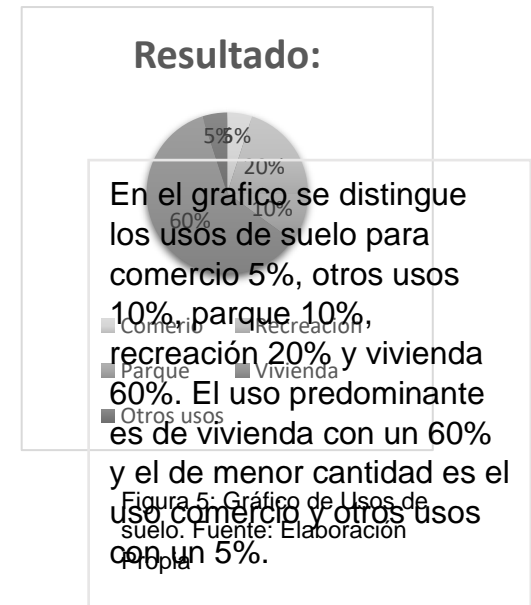 Resultado:
5%
5%
20%
10%
60%
Comerio
Recreacion
Parque
Vivienda
Otros usos
En el grafico se distingue
los usos de suelo para
comercio 5%, otros usos
10%, parque 10%,
recreación 20% y vivienda
60%. El uso predominante
es de vivienda con un 60%
y el de menor cantidad es el
uso comercio y otros usos
con un 5%.
Figura 5: Gráfico de Usos de
suelo. Fuente: Elaboración
Propia